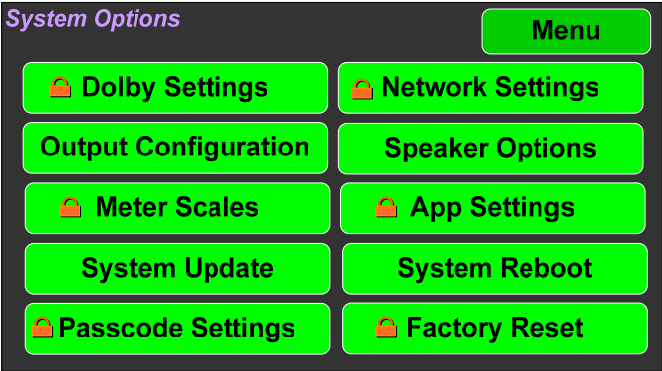 System Options
Menu
Dolby Settings
Network Settings
Output Configuration
Speaker Options
Meter Scales
App Settings
System Update
System Reboot
Passcode Settings
Factory Reset